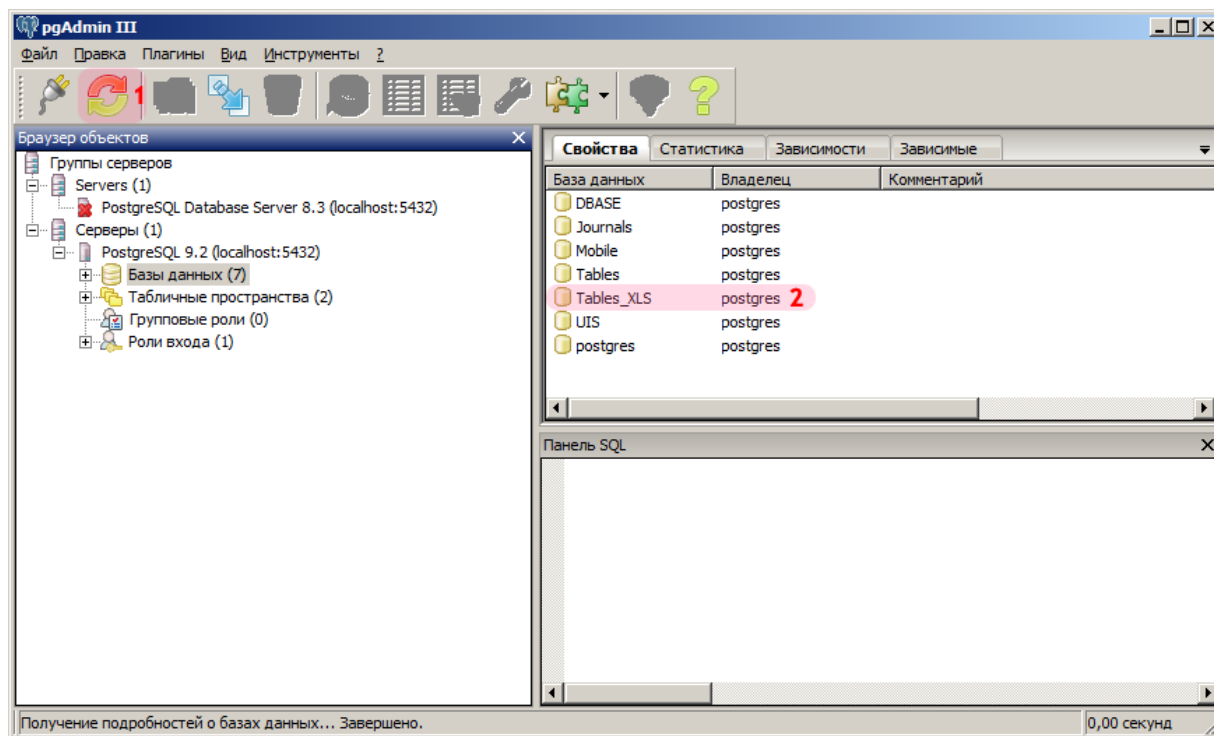 pgAdmin III
Файл Правка Плагины Вид Инструменты ?
1
Браузер объектов
Группы серверов
Servers (1)
PostgreSQL Database Server 8.3 (localhost:5432)
Серверы (1)
PostgreSQL 9.2 (localhost:5432)
Базы данных (7)
Табличные пространства (2)
Групповые роли (0)
Роли входа (1)
Свойства Статистика Зависимости Зависимые
База данных Владелец Комментарий
DBASE postgres
Journals postgres
Mobile postgres
Tables postgres
Tables_XLS postgres 2
UIS postgres
postgres postgres
Панель SQL
Получение подробностей о базах данных... Завершено. 0,00 секунд